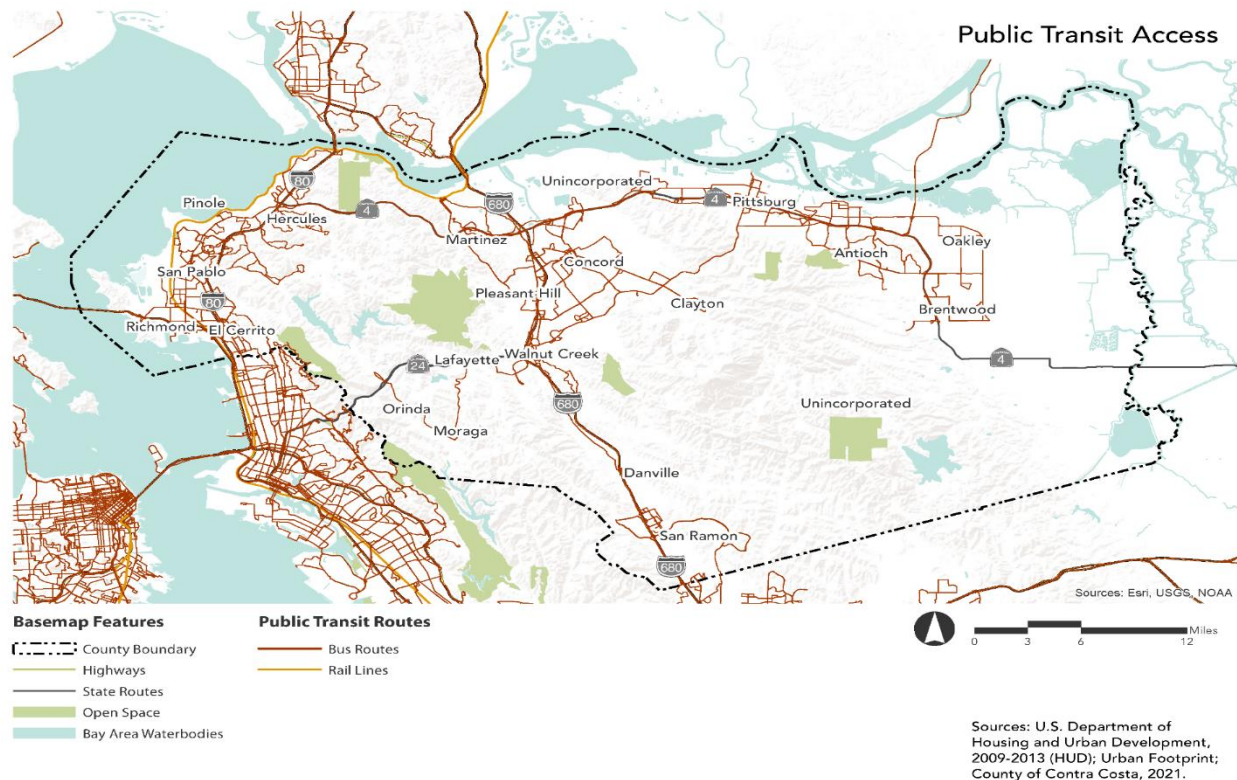 Public Transit Access
Unincorporated
Pinole
80
680
4
Pittsburg
Hercules
4
Martinez
Oakley
Antioch
San Pablo
Concord
80
Pleasant Hill
Clayton
Brentwood
Richmond
El Cerrito
Lafayette
Walnut Creek
24
4
680
Orinda
Unincorporated
Moraga
Danville
San Ramon
680
Sources: Esri, USGS, NOAA
Basemap Features
County Boundary
Highways
State Routes
Open Space
Bay Area Waterbodies
Public Transit Routes
Bus Routes
Rail Lines
Miles
0 3 6 12
Sources: U.S. Department of
Housing and Urban Development,
2009-2013 (HUD); Urban Footprint;
County of Contra Costa, 2021.